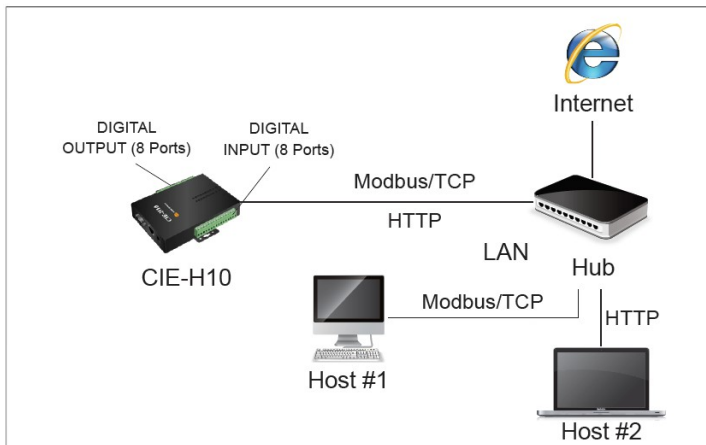 Internet
DIGITAL
OUTPUT (8 Ports)
DIGITAL
INPUT (8 Ports)
Modbus/TCP
HTTP
LAN
Hub
CIE-H10
Modbus/TCP
HTTP
Host #1
Host #2